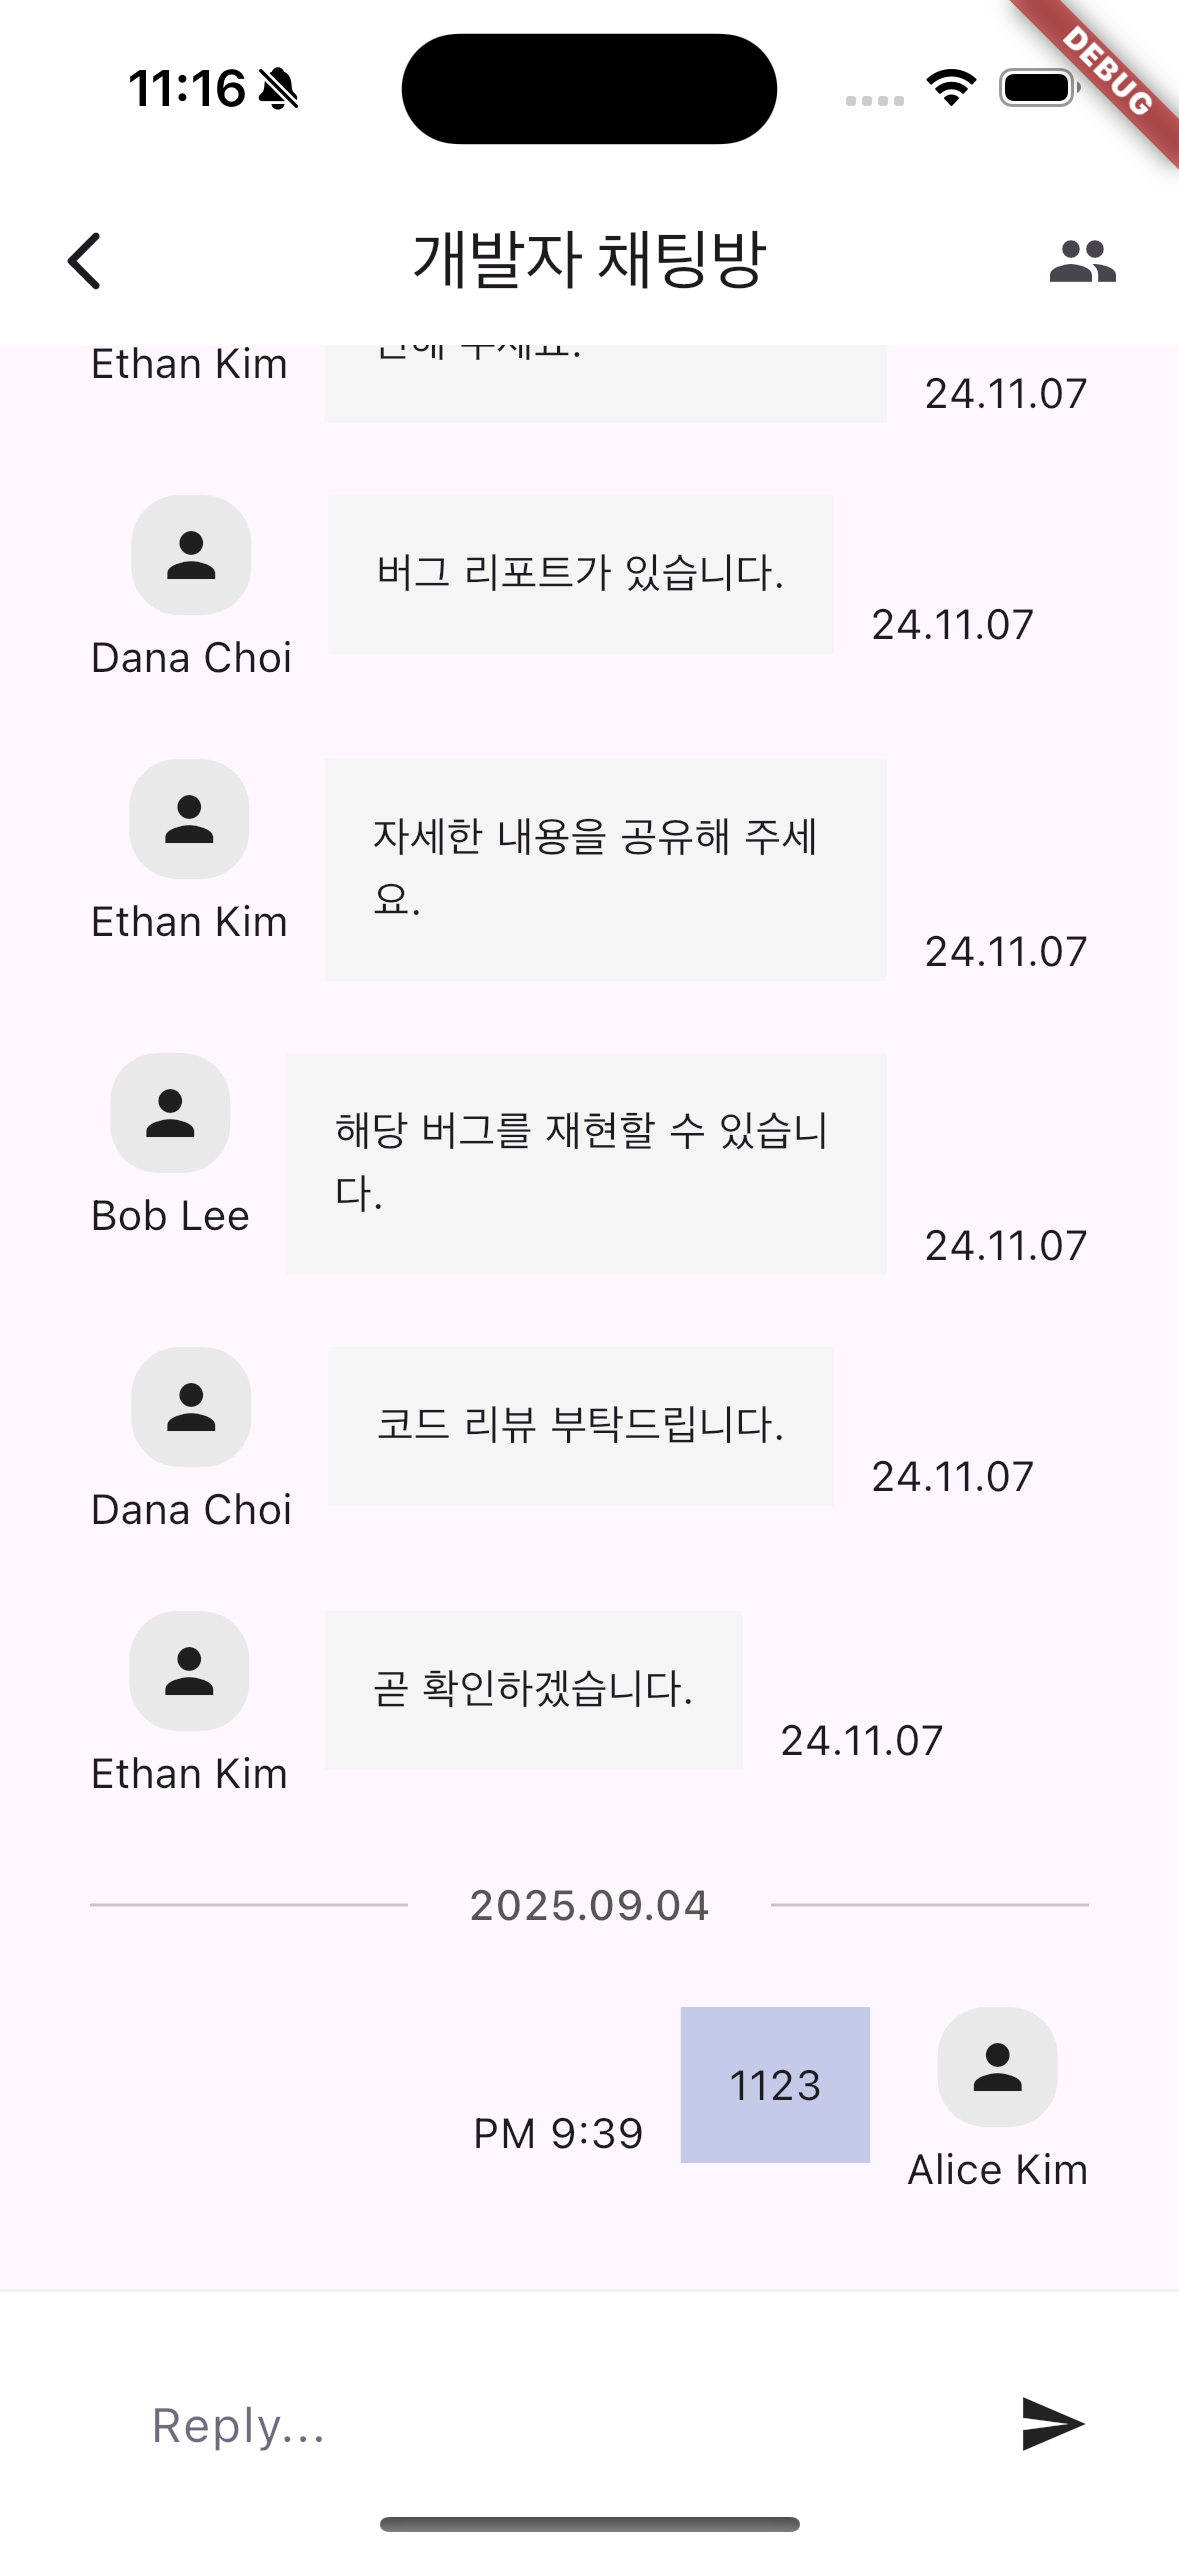 11:16
DEBUG
개발자 채팅방
Ethan Kim
주세요.
24.11.07
버그 리포트가 있습니다.
24.11.07
Dana Choi
자세한 내용을 공유해 주세
요.
Ethan Kim
24.11.07
해당 버그를 재현할 수 있습니
다.
Bob Lee
24.11.07
코드 리뷰 부탁드립니다.
24.11.07
Dana Choi
곧 확인하겠습니다.
24.11.07
Ethan Kim
2025.09.04
1123
PM 9:39
Alice Kim
Reply...